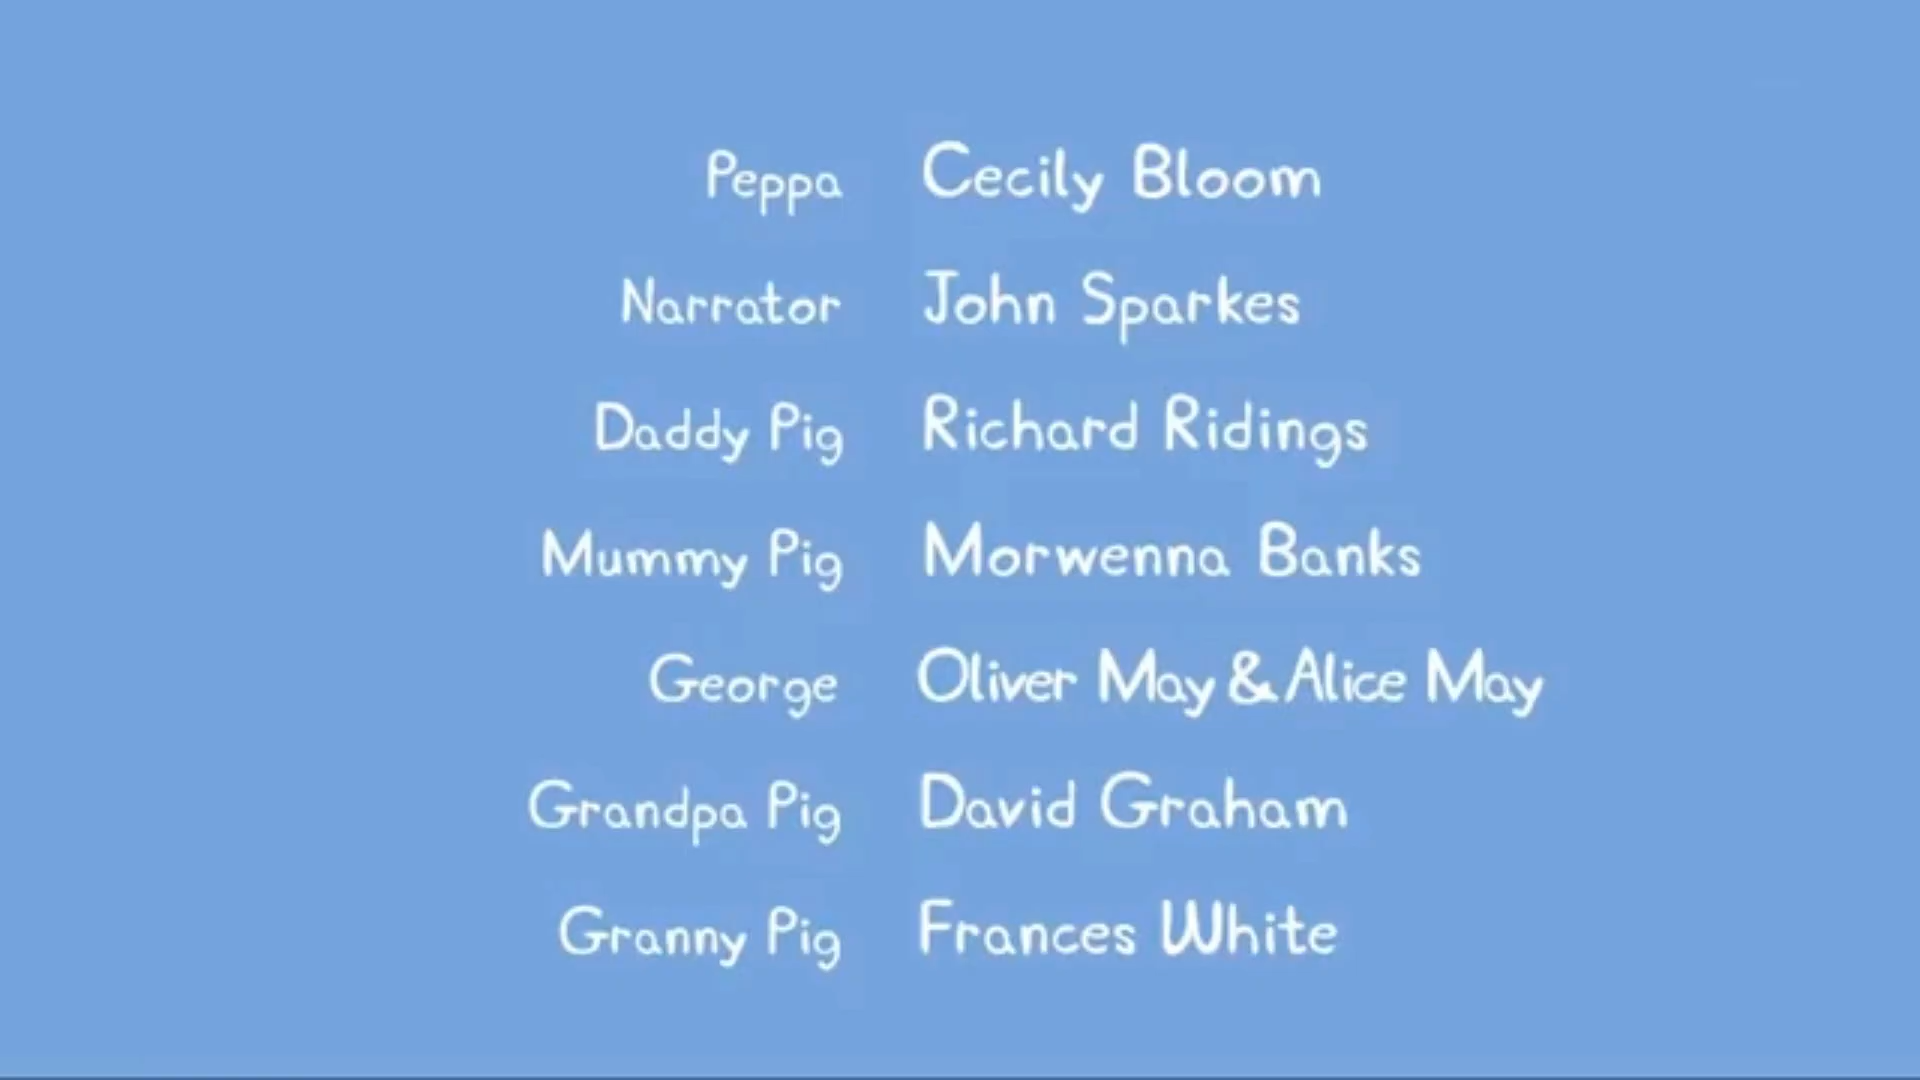 Peppa Cecily Bloom
Narrator John Sparkes
Daddy Pig Richard Ridings
Mummy Pig Morwenna Banks
George Oliver May & Alice May
Grandpa Pig David Graham
Granny Pig Frances White